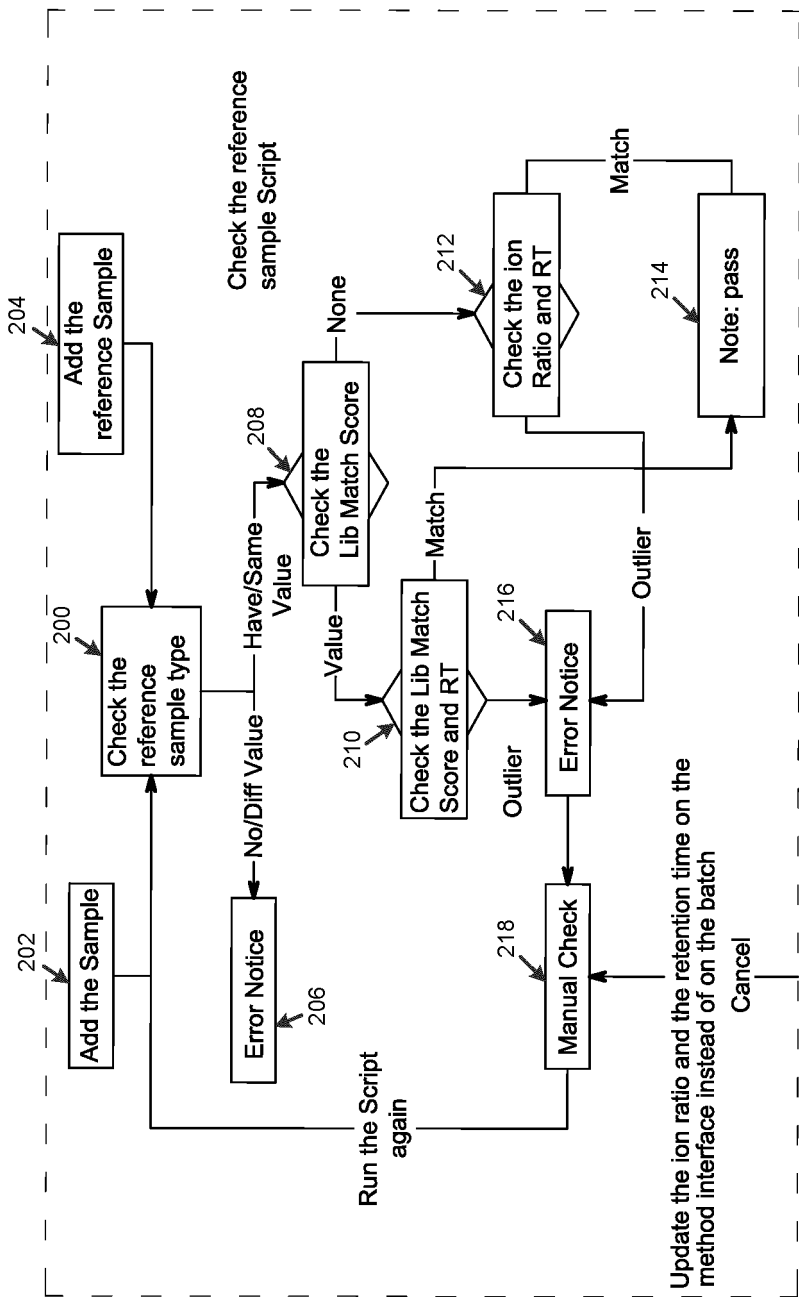 202
Add the Sample
204
Add the
reference Sample
200
Check the
reference
sample type
No/Diff Value
Have/Same
Value
Error Notice
206
Check the reference
sample Script
208
Check the
Lib Match Score
Value
None
210
Check the Lib Match
Score and RT
212
Check the ion
Ratio and RT
Match
Match
Outlier
Outlier
214
Note: pass
216
Error Notice
218
Manual Check
Run the Script
again
Update the ion ratio and the retention time on the
method interface instead of on the batch
Cancel